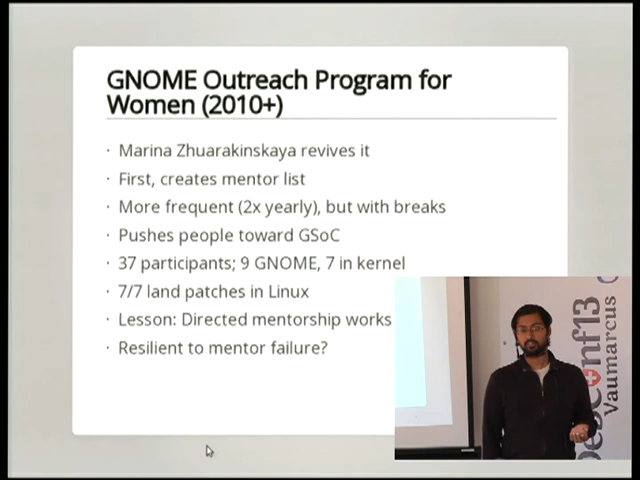 GNOME Outreach Program for
Women (2010+)
· Marina Zhuarakinskaya revives it
· First, creates mentor list
· More frequent (2x yearly), but with breaks
· Pushes people toward GSoC
· 37 participants; 9 GNOME, 7 in kernel
· 7/7 land patches in Linux
· Lesson: Directed mentorship works
· Resilient to mentor failure?
Vaumarcus